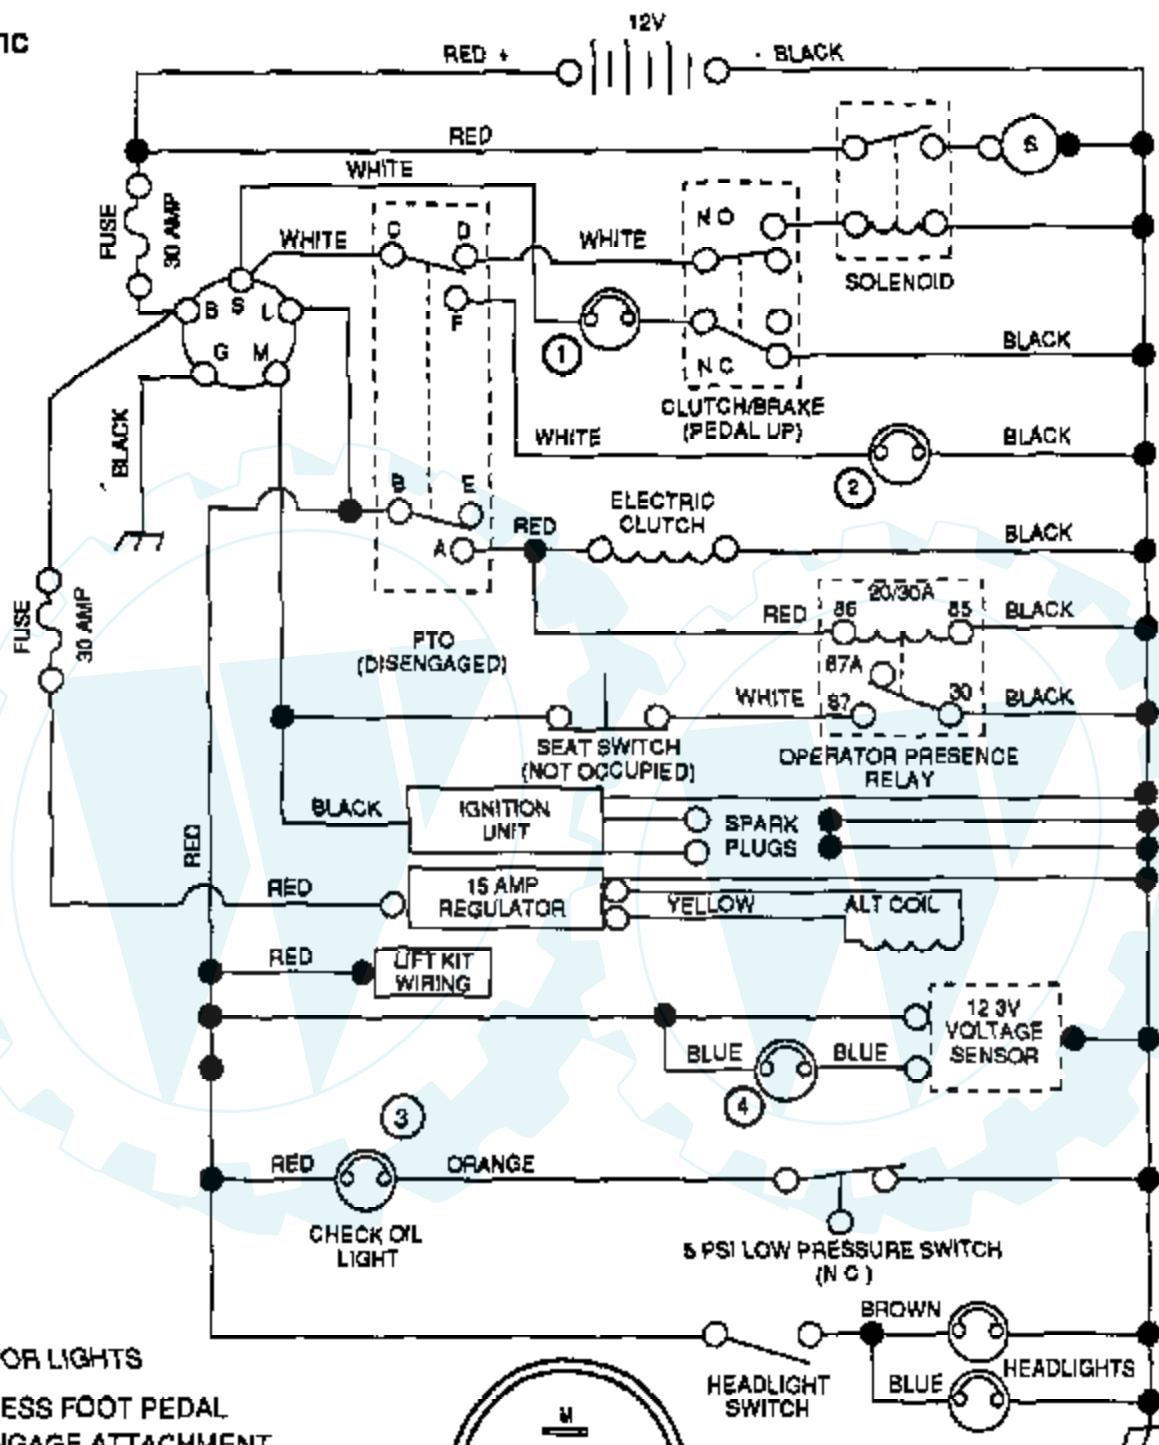 12V
RED +
- BLACK
RED
S
WHITE
FUSE
30 AMP
WHITE
C
D
WHITE
N O
SOLENOID
B
S
L
F
G
M
1
N C
BLACK
CLUTCH/BRAKE
(PEDAL UP)
BLACK
WHITE
BLACK
2
B
E
ELECTRIC
CLUTCH
RED
A
BLACK
FUSE
30 AMP
20/30A
86
85
RED
BLACK
PTO
(DISENGAGED)
87A
WHITE
87
30
BLACK
SEAT SWITCH
(NOT OCCUPIED)
OPERATOR PRESENCE
RELAY
BLACK
IGNITION
UNIT
SPARK
PLUGS
RED
RED
15 AMP
REGULATOR
YELLOW
ALT COIL
RED
LIFT KIT
WIRING
12 3V
VOLTAGE
SENSOR
BLUE
BLUE
4
3
RED
ORANGE
CHECK OIL
LIGHT
5 PSI LOW PRESSURE SWITCH
(N C)
BROWN
HEADLIGHTS
BLUE
HEADLIGHT
SWITCH
OR LIGHTS
ESS FOOT PEDAL
M